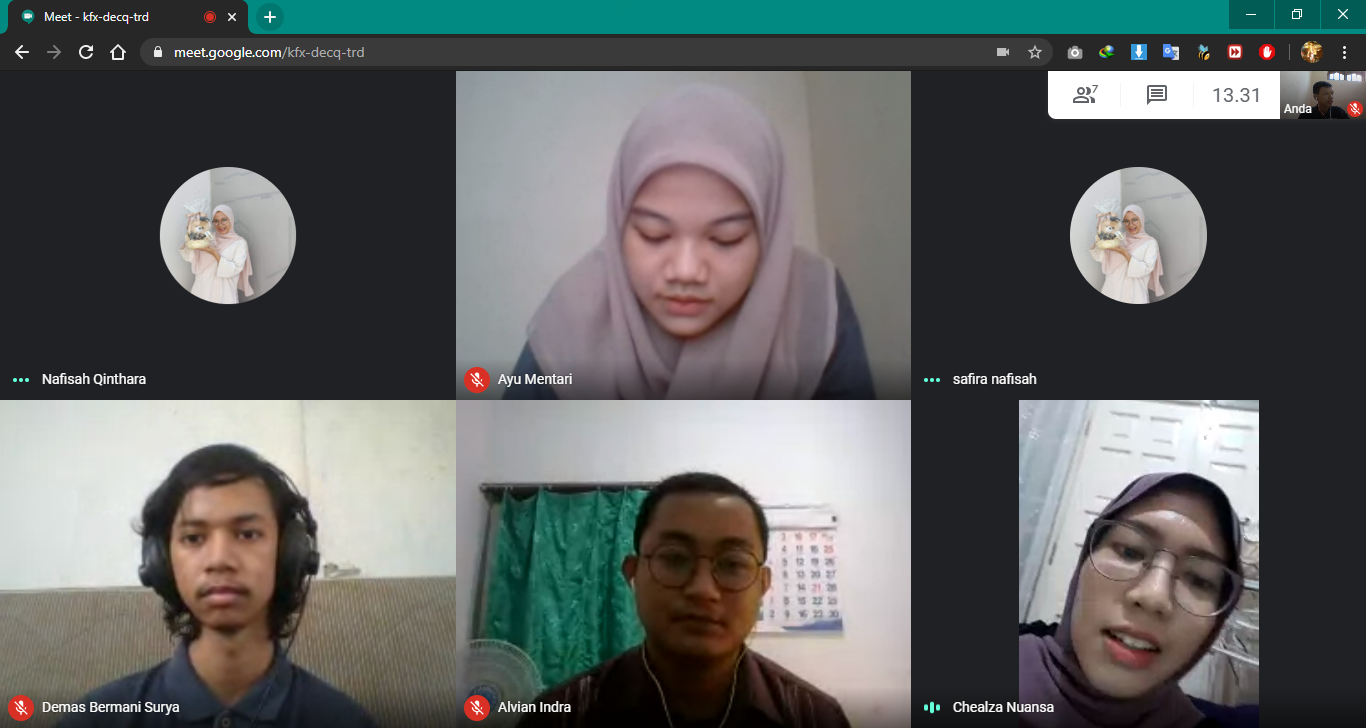 Meet - kfx-decq-trd
meet.google.com/kfx-decq-trd
7
13.31
Anda
Nafisah Qinthara
Ayu Mentari
safira nafisah
Demas Bermani Surya
Alvian Indra
Chealza Nuansa